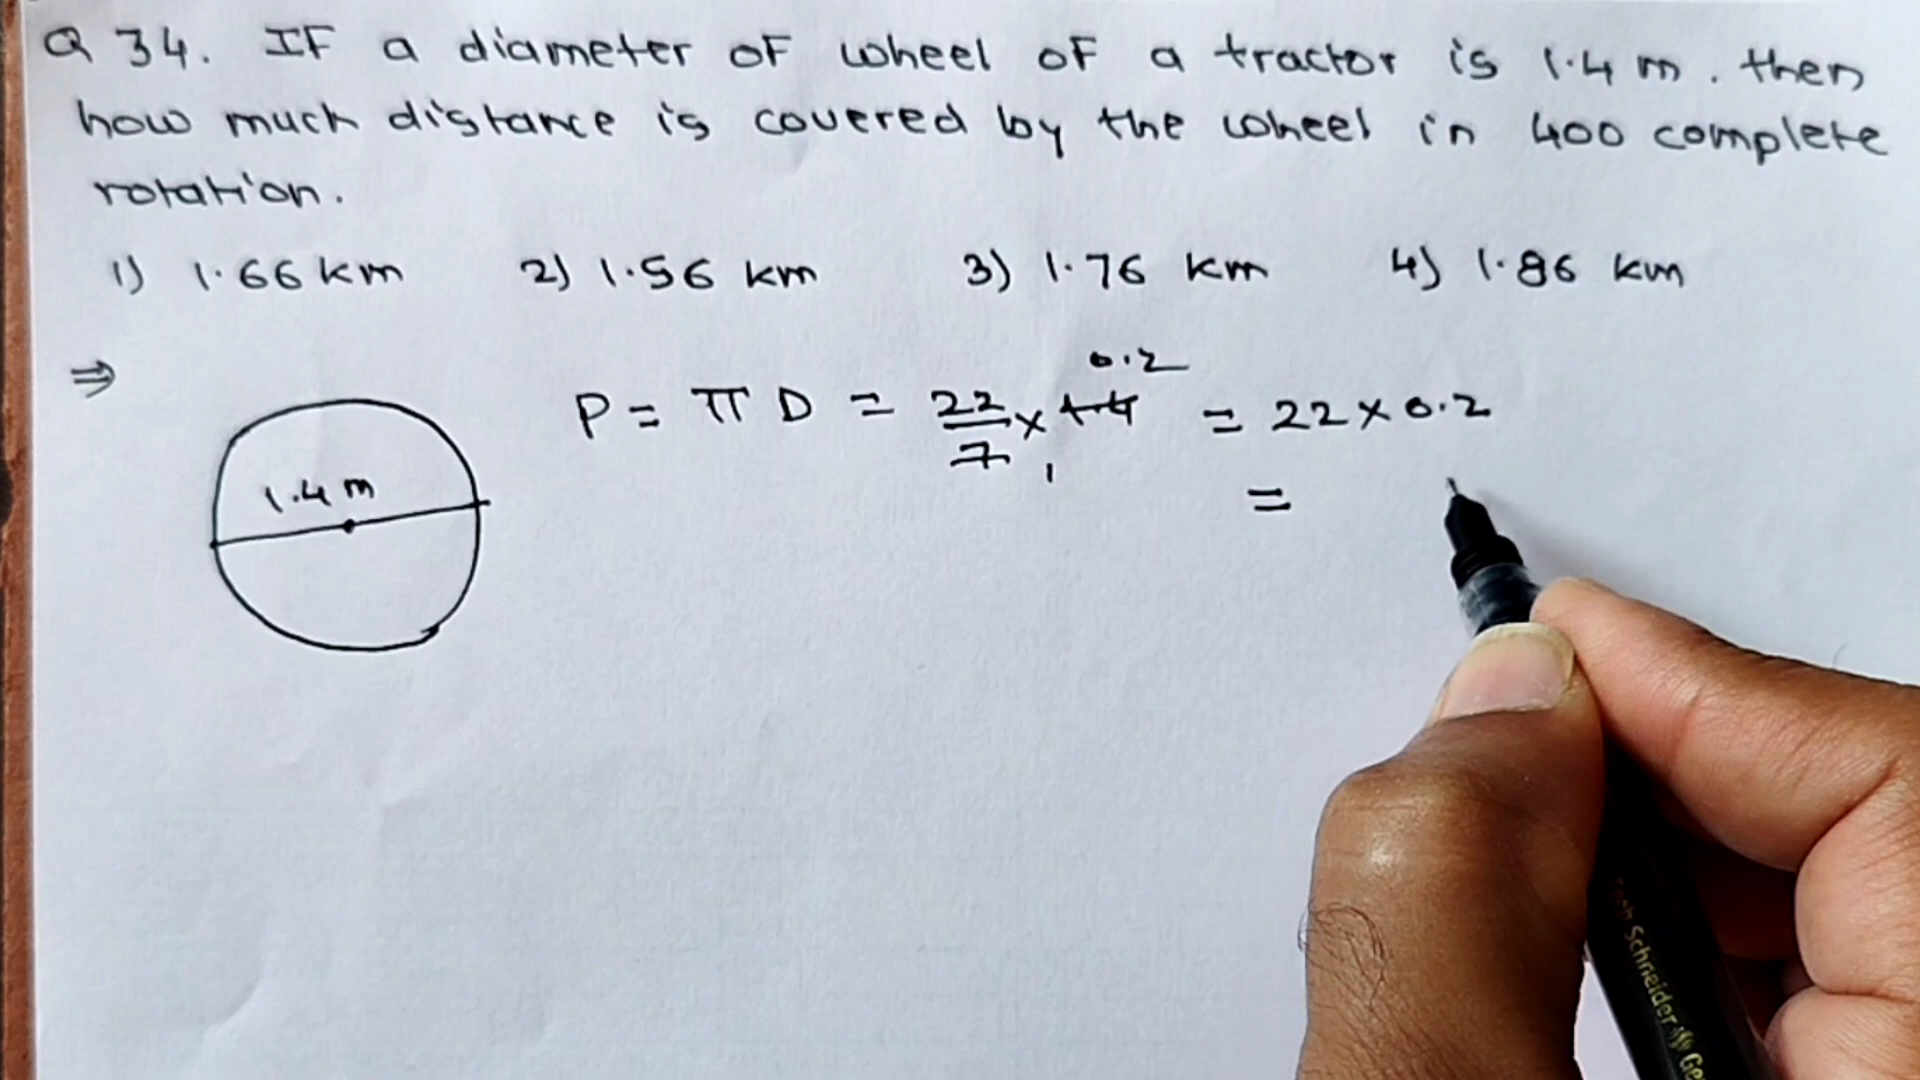 Q 34. IF a diameter OF wheel OF a tractor is 1.4 m. then
how much distance is covered by the wheel in 400 complete
rotation.
1) 1.66 km 2) 1.56 km 3) 1.76 km 4) 1.86 km
⇒
0.2
P = π D = 22/7 × 1.4 = 22 × 0.2
1
=
1.4 m
Tech Schneider Ge